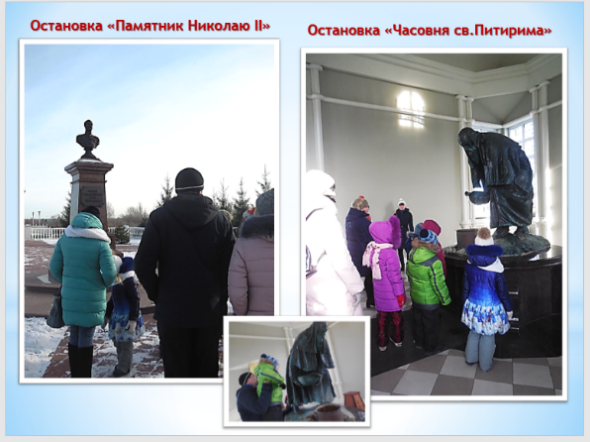 Остановка «Памятник Николаю II»
Остановка «Часовня св.Питирима»